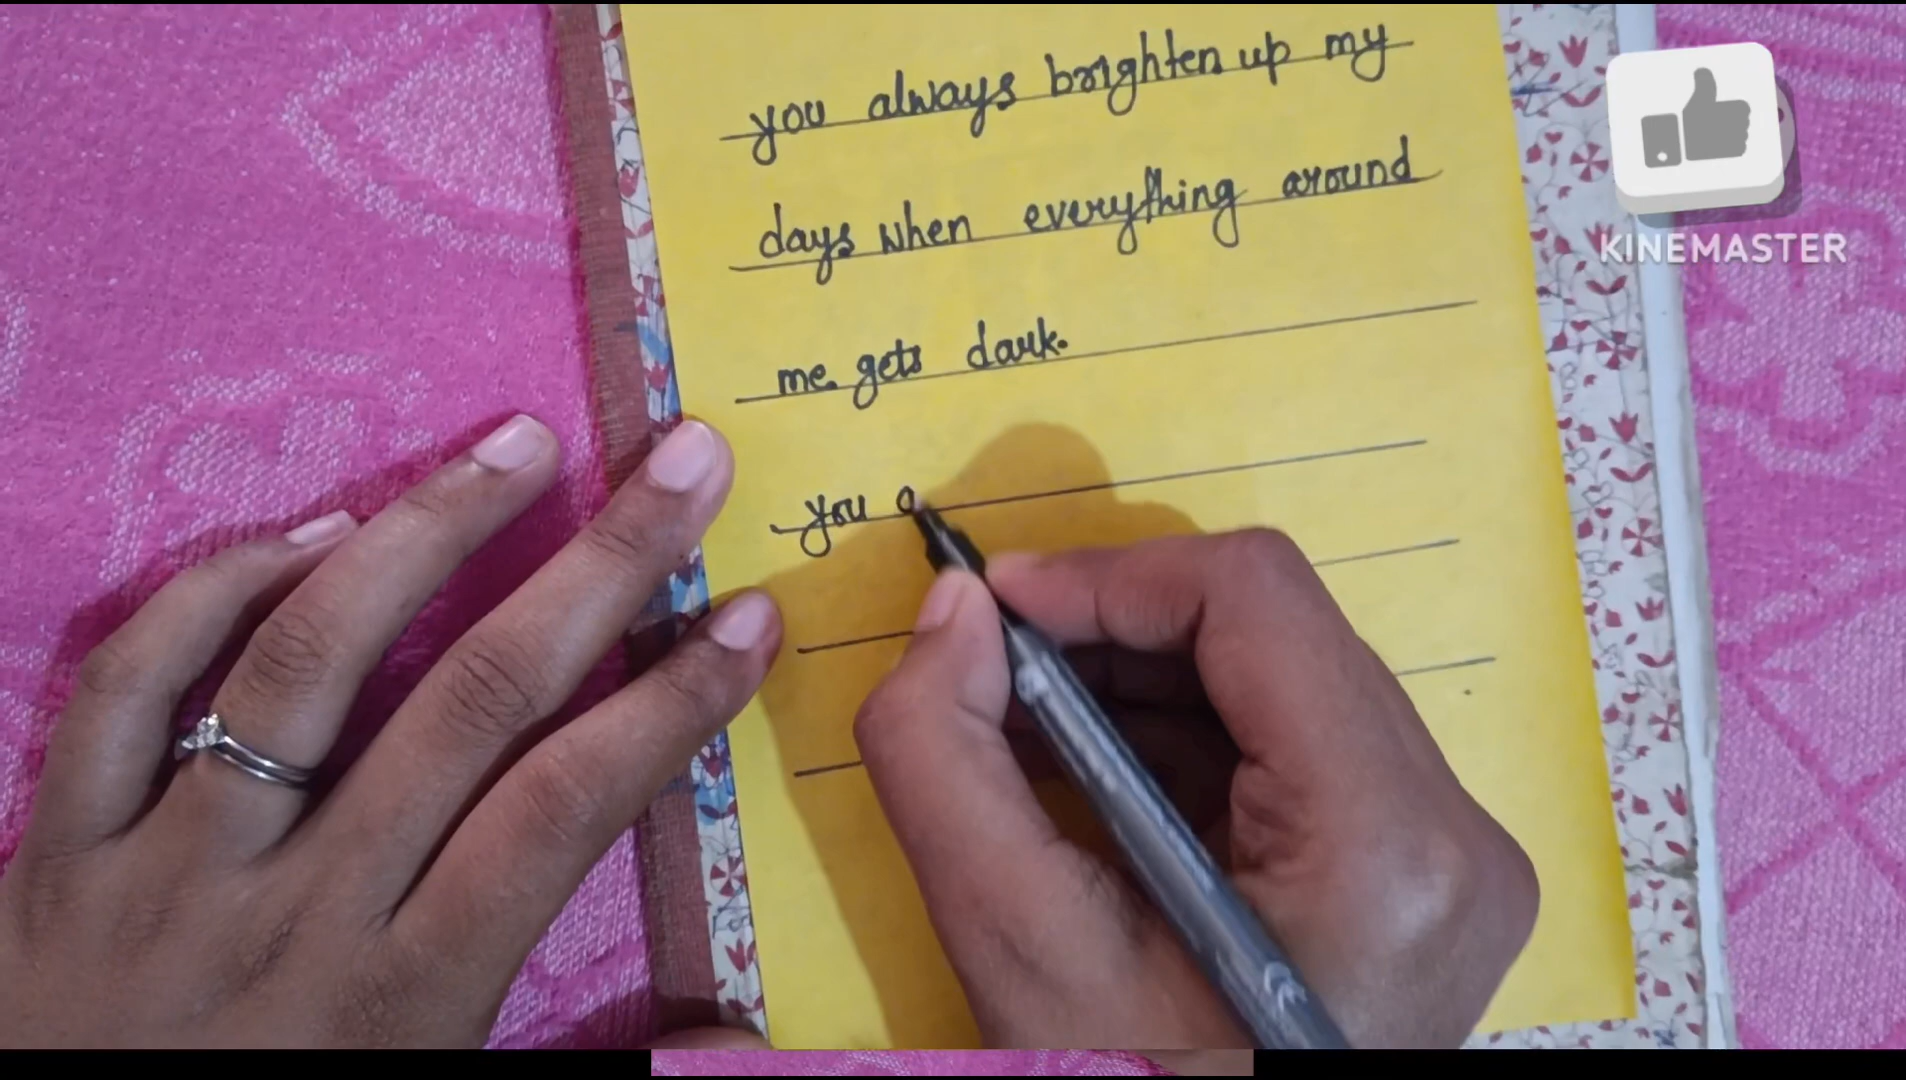 you always brighten up my
days when everything around
me gets dark.
you a
KINEMASTER